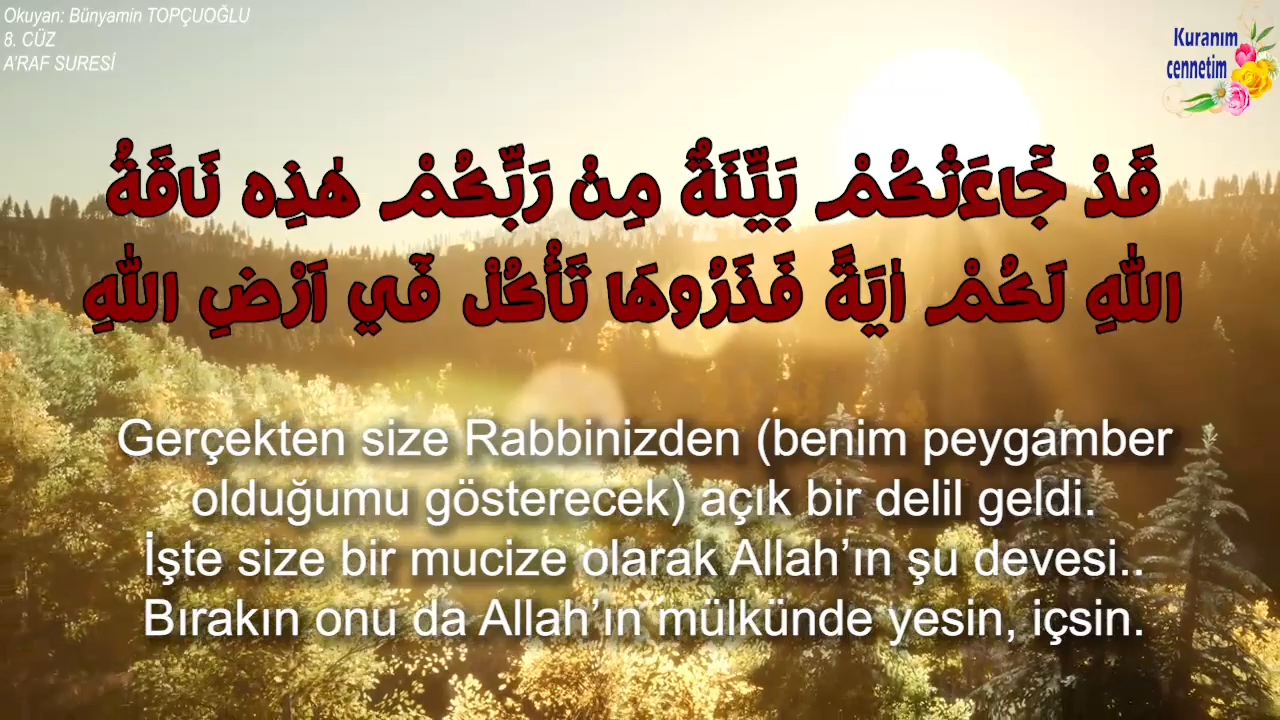 Okuyan: Bünyamin TOPÇUOĞLU
8. CÜZ
A'RAF SURESİ
Kuranım
cennetim
قَدْ جَٓاءَتْكُمْ بَيِّنَةٌ مِنْ رَبِّكُمْ هٰذِه نَاقَةُ
اللّٰهِ لَكُمْ اٰيَةً فَذَرُوهَا تَأْكُلْ فٓي اَرْضِ اللّٰهِ
Gerçekten size Rabbinizden (benim peygamber
olduğumu gösterecek) açık bir delil geldi.
İşte size bir mucize olarak Allah’ın şu devesi..
Bırakın onu da Allah’ın mülkünde yesin, içsin.